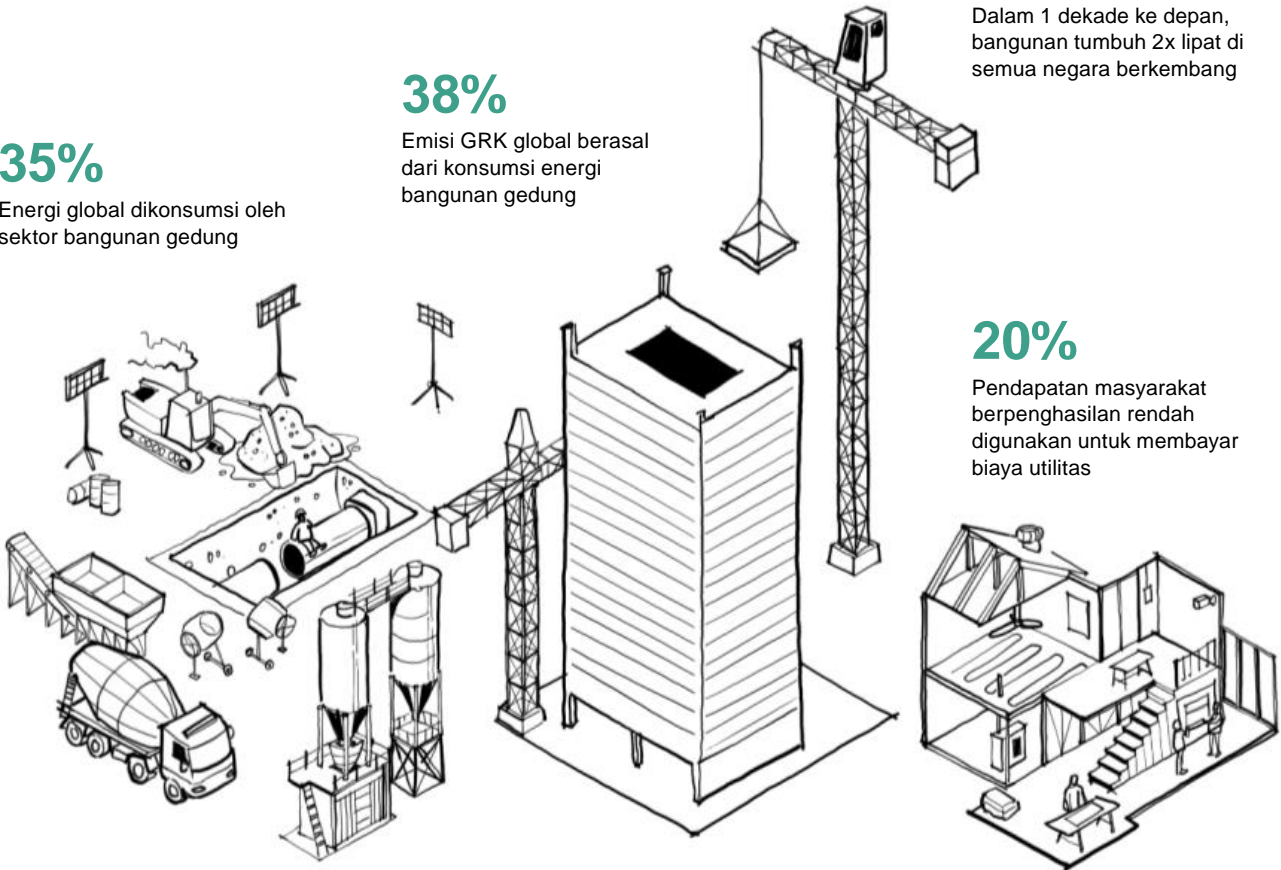 35%
Energi global dikonsumsi oleh
sektor bangunan gedung
38%
Emisi GRK global berasal
dari konsumsi energi
bangunan gedung
Dalam 1 dekade ke depan,
bangunan tumbuh 2x lipat di
semua negara berkembang
20%
Pendapatan masyarakat
berpenghasilan rendah
digunakan untuk membayar
biaya utilitas